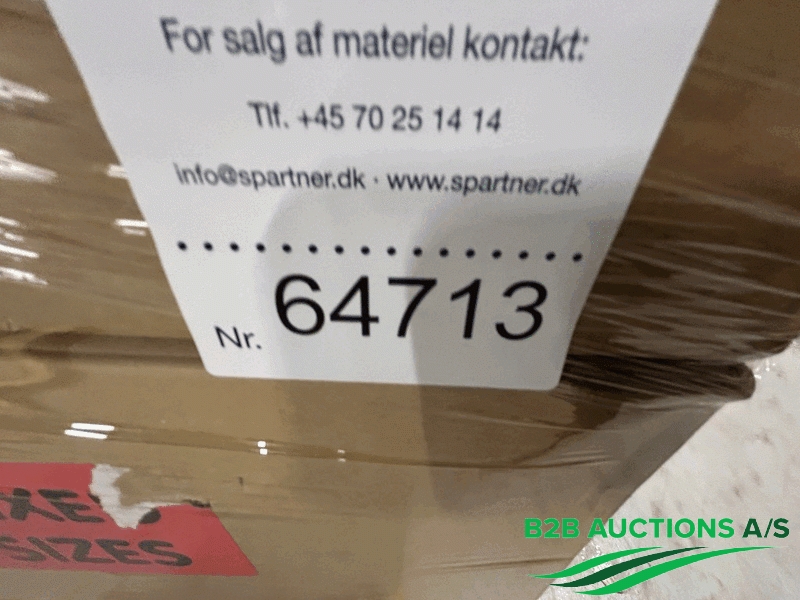 For salg af materiel kontakt:
Tlf. +45 70 25 14 14
info@spartner.dk · www.spartner.dk
Nr. 64713
SIZES
B2B AUCTIONS A/S